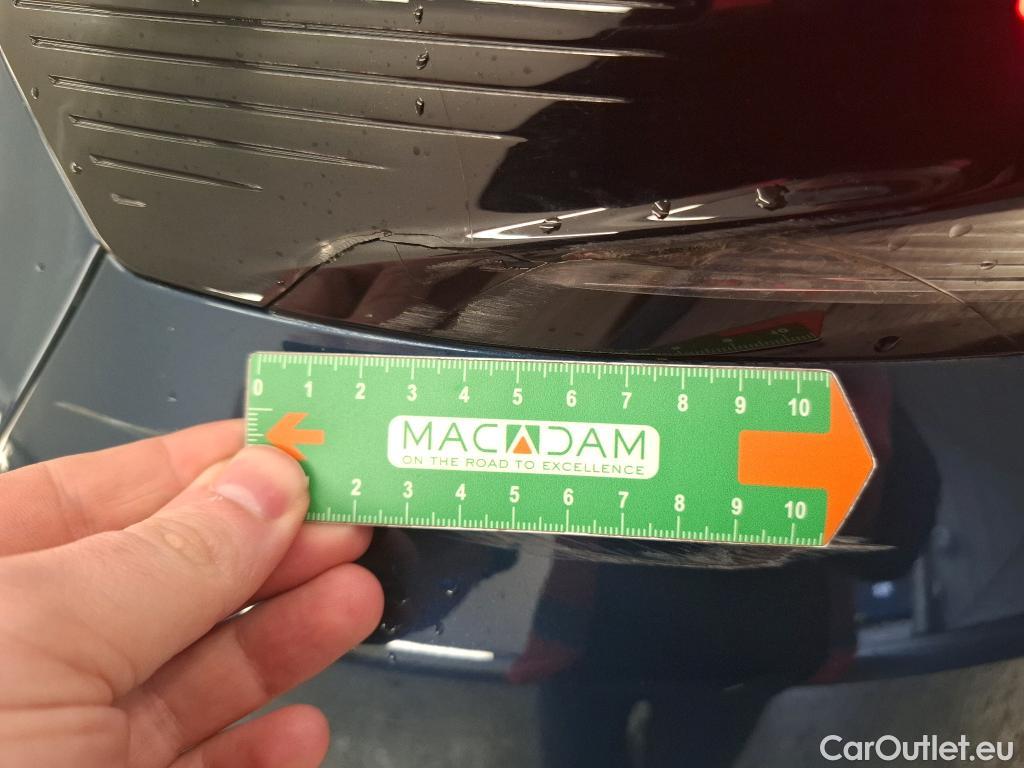 0 1 2 3 4 5 6 7 8 9 10
MACADAM
ON THE ROAD TO EXCELLENCE
2 3 4 5 6 7 8 9 10
CarOutlet.eu